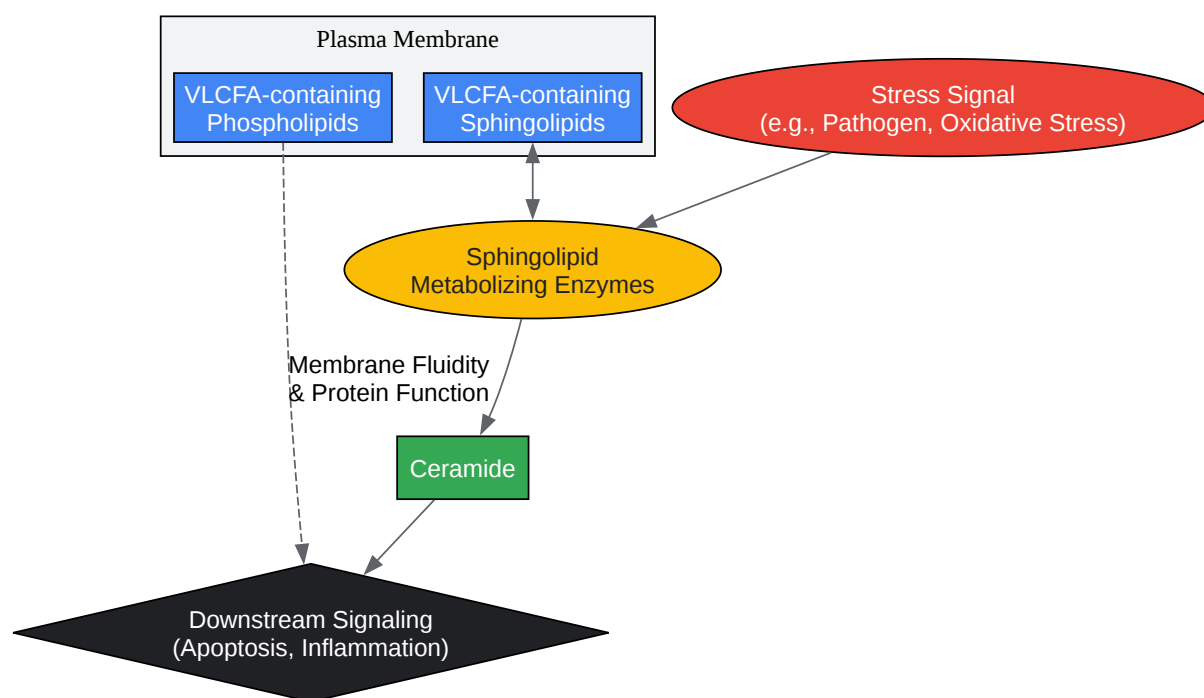 Plasma Membrane
VLCFA-containing
Phospholipids
VLCFA-containing
Sphingolipids
Stress Signal
(e.g., Pathogen, Oxidative Stress)
Sphingolipid
Metabolizing Enzymes
Membrane Fluidity
& Protein Function
Ceramide
Downstream Signaling
(Apoptosis, Inflammation)